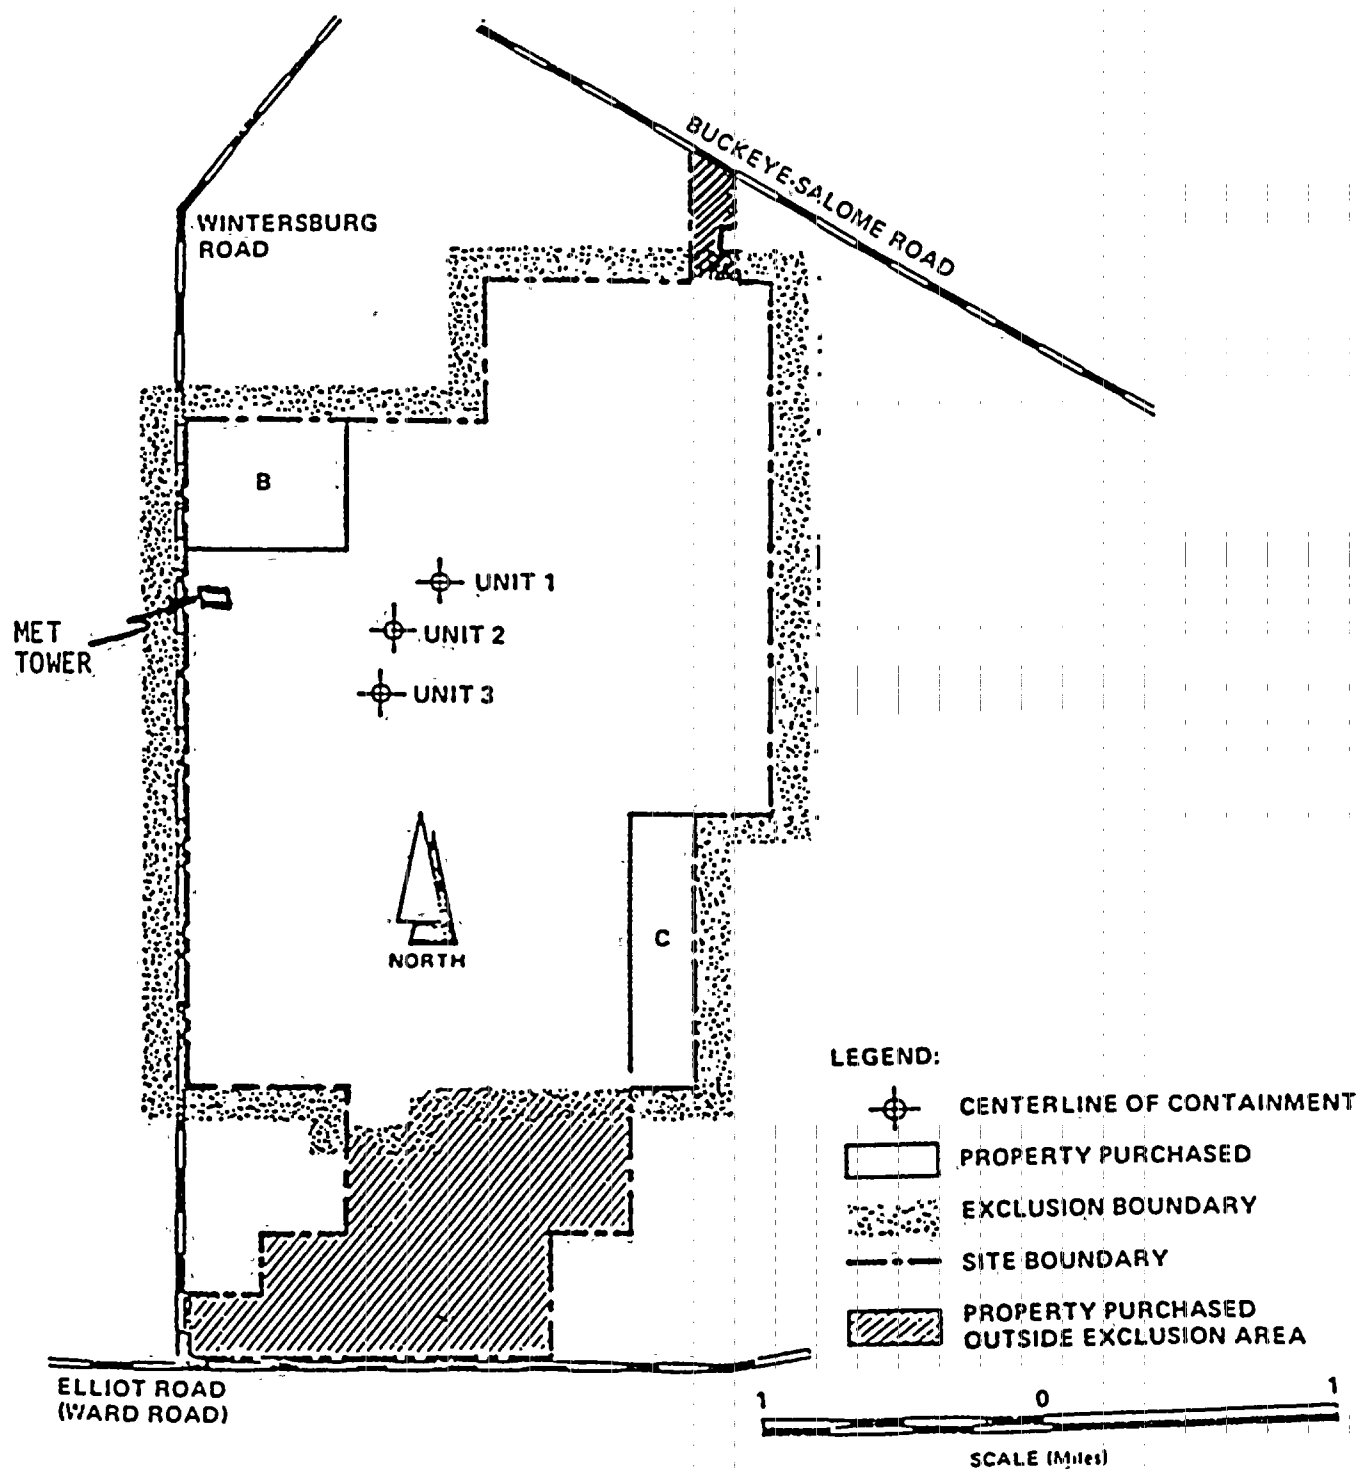 BUCKEYE-SALOME ROAD
WINTERSBURG
ROAD
B
UNIT 1
MET
TOWER
UNIT 2
UNIT 3
C
NORTH
LEGEND:
CENTERLINE OF CONTAINMENT
PROPERTY PURCHASED
EXCLUSION BOUNDARY
SITE BOUNDARY
PROPERTY PURCHASED
OUTSIDE EXCLUSION AREA
ELLIOT ROAD
(WARD ROAD)
1 0 1
SCALE (Miles)